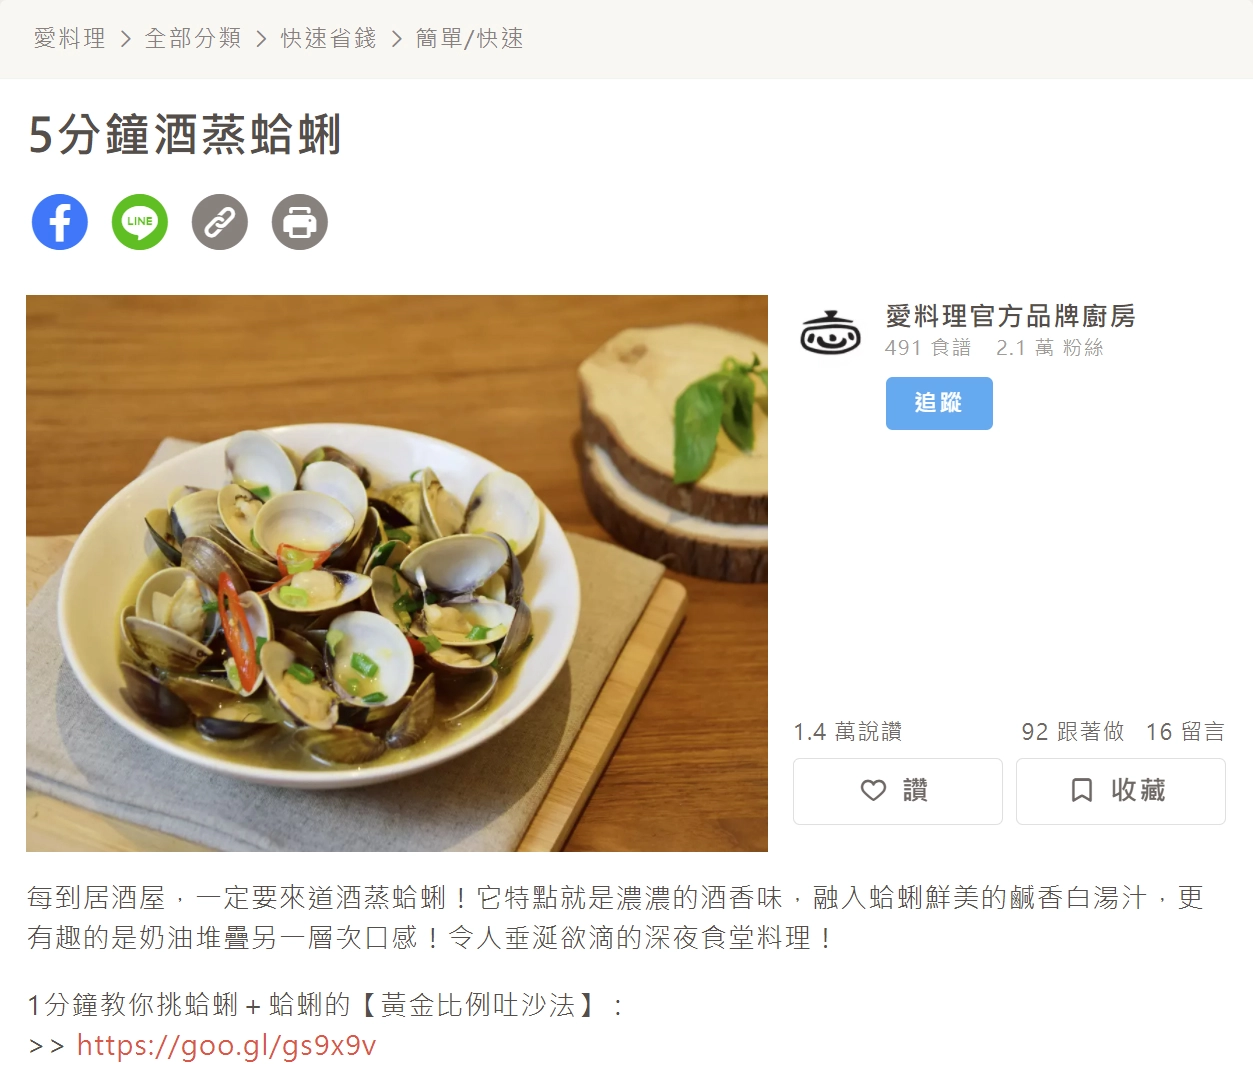 愛料理 > 全部分類 > 快速省錢 > 簡單/快速
5分鐘酒蒸蛤蜊
LINE
愛料理官方品牌廚房
491 食譜 2.1 萬 粉絲
追蹤
1.4 萬說讚 92 跟著做 16 留言
讚 收藏
每到居酒屋，一定要來道酒蒸蛤蜊！它特點就是濃濃的酒香味，融入蛤蜊鮮美的鹹香白湯汁，更
有趣的是奶油堆疊另一層次口感！令人垂涎欲滴的深夜食堂料理！
1分鐘教你挑蛤蜊＋蛤蜊的【黃金比例吐沙法】：
>> https://goo.gl/gs9x9v